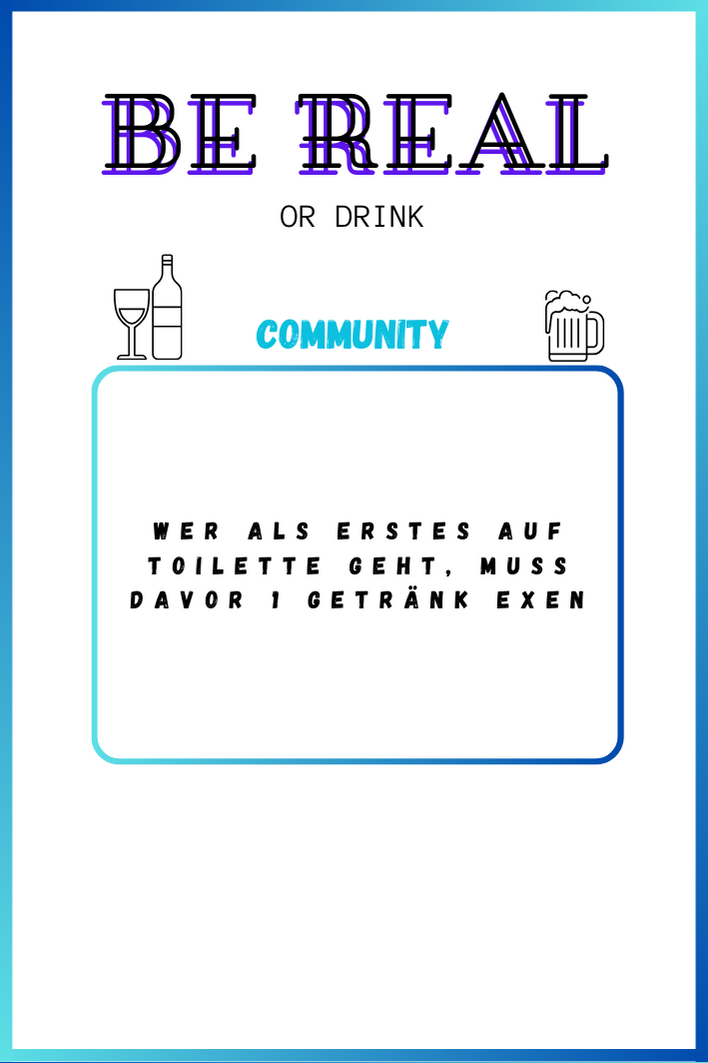 BE REAL
OR DRINK
COMMUNITY
WER ALS ERSTES AUF
TOILETTE GEHT, MUSS
DAVOR 1 GETRÄNK EXEN